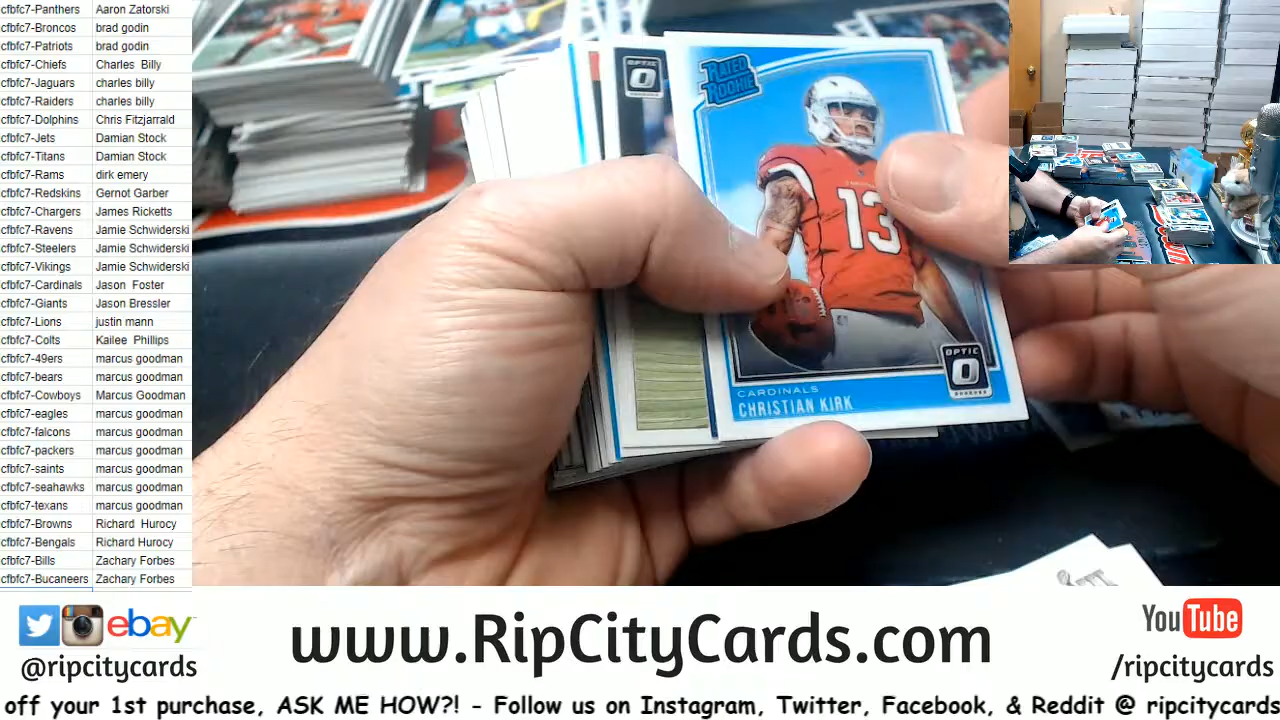 cfbfc7-Panthers Aaron Zatorski
cfbfc7-Broncos brad godin
cfbfc7-Patriots brad godin
cfbfc7-Chiefs Charles Billy
cfbfc7-Jaguars charles billy
cfbfc7-Raiders charles billy
cfbfc7-Dolphins Chris Fitzjarrald
cfbfc7-Jets Damian Stock
cfbfc7-Titans Damian Stock
cfbfc7-Rams dirk emery
cfbfc7-Redskins Gernot Garber
cfbfc7-Chargers James Ricketts
cfbfc7-Ravens Jamie Schwiderski
cfbfc7-Steelers Jamie Schwiderski
cfbfc7-Vikings Jamie Schwiderski
cfbfc7-Cardinals Jason Foster
cfbfc7-Giants Jason Bressler
cfbfc7-Lions justin mann
cfbfc7-Colts Kailee Phillips
cfbfc7-49ers marcus goodman
cfbfc7-bears marcus goodman
cfbfc7-Cowboys Marcus Goodman
cfbfc7-eagles marcus goodman
cfbfc7-falcons marcus goodman
cfbfc7-packers marcus goodman
cfbfc7-saints marcus goodman
cfbfc7-seahawks marcus goodman
cfbfc7-texans marcus goodman
cfbfc7-Browns Richard Hurocy
cfbfc7-Bengals Richard Hurocy
cfbfc7-Bills Zachary Forbes
cfbfc7-Bucaneers Zachary Forbes
OPTIC
O
RATED
ROOKIE
13
OPTIC
O
DONRUSS
CARDINALS
CHRISTIAN KIRK
ebay
@ripcitycards
www.RipCityCards.com
YouTube
/ripcitycards
off your 1st purchase, ASK ME HOW?! - Follow us on Instagram, Twitter, Facebook, & Reddit @ ripcitycards